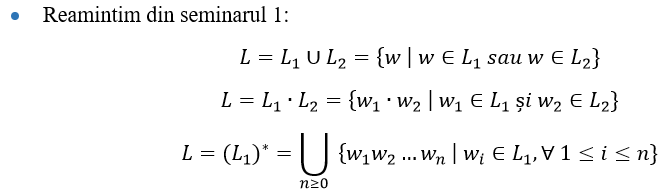 • Reamintim din seminarul 1:
L = L₁ ∪ L₂ = {w | w ∈ L₁ sau w ∈ L₂}
L = L₁ · L₂ = {w₁ · w₂ | w₁ ∈ L₁ și w₂ ∈ L₂}
L = (L₁)* = ⋃ₙ≥₀ {w₁w₂ … wₙ | wᵢ ∈ L₁, ∀ 1 ≤ i ≤ n}